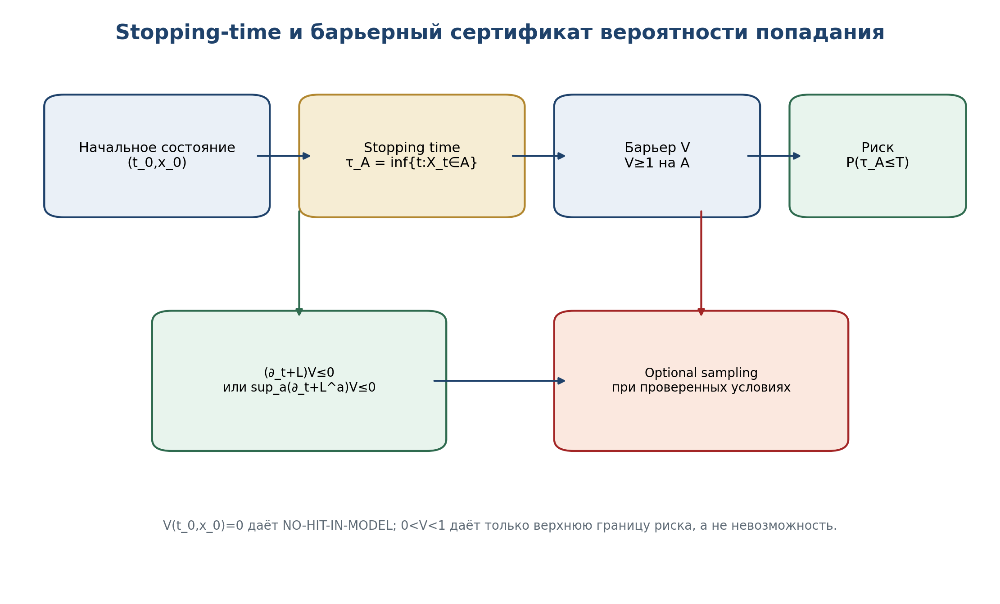 Stopping-time и барьерный сертификат вероятности попадания
Начальное состояние
(t_0,x_0)
Stopping time
τ_A = inf{t:X_t∈A}
Барьер V
V≥1 на A
Риск
P(τ_A≤T)
(∂_t+L)V≤0
или sup_a(∂_t+L^a)V≤0
Optional sampling
при проверенных условиях
V(t_0,x_0)=0 даёт NO-HIT-IN-MODEL; 0<V<1 даёт только верхнюю границу риска, а не невозможность.